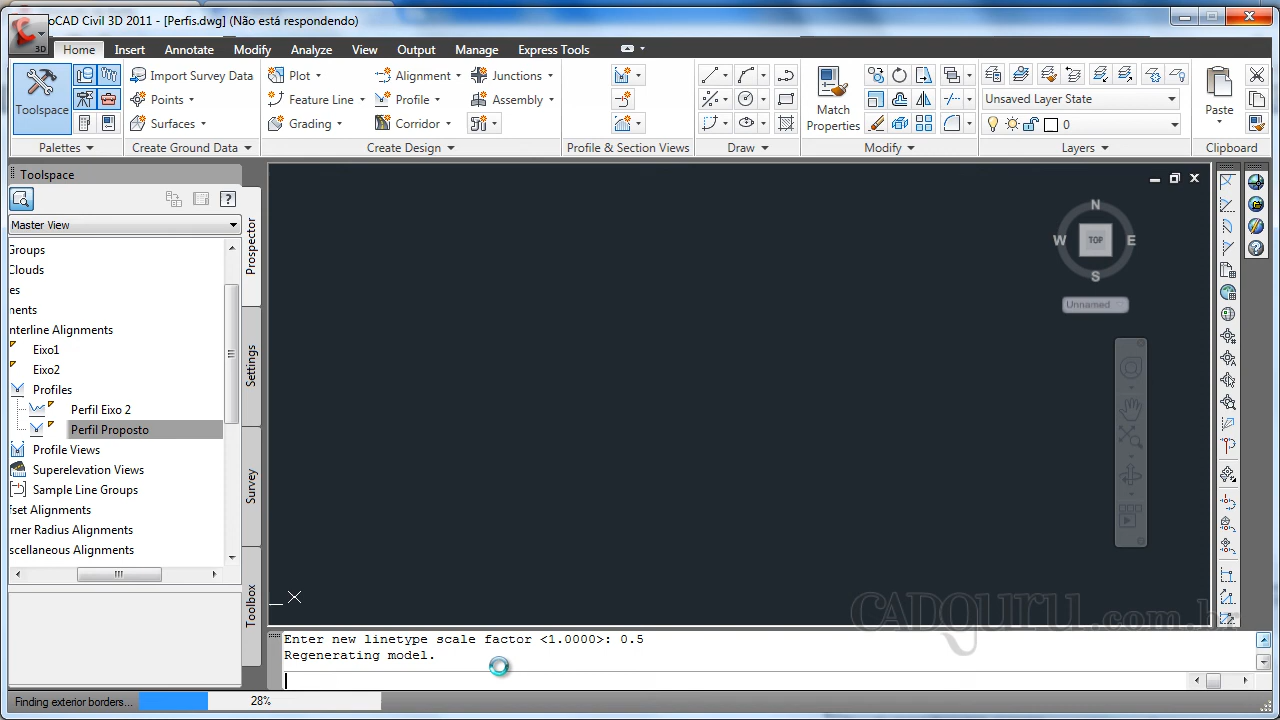 oCAD Civil 3D 2011 - [Perfis.dwg] (Não está respondendo)
3D
Home Insert Annotate Modify Analyze View Output Manage Express Tools
Toolspace
Import Survey Data
Points
Surfaces
Plot
Feature Line
Grading
Alignment
Profile
Corridor
Junctions
Assembly
Match
Properties
Unsaved Layer State
0
Paste
Palettes
Create Ground Data
Create Design
Profile & Section Views
Draw
Modify
Layers
Clipboard
Toolspace
Master View
Groups
Clouds
es
ments
nterline Alignments
Eixo1
Eixo2
Profiles
Perfil Eixo 2
Perfil Proposto
Profile Views
Superelevation Views
Sample Line Groups
fset Alignments
rner Radius Alignments
scellaneous Alignments
Prospector
Settings
Survey
Toolbox
N
W TOP E
S
Unnamed
CADguru.com.br
Enter new linetype scale factor <1.0000>: 0.5
Regenerating model.
Finding exterior borders... 28%